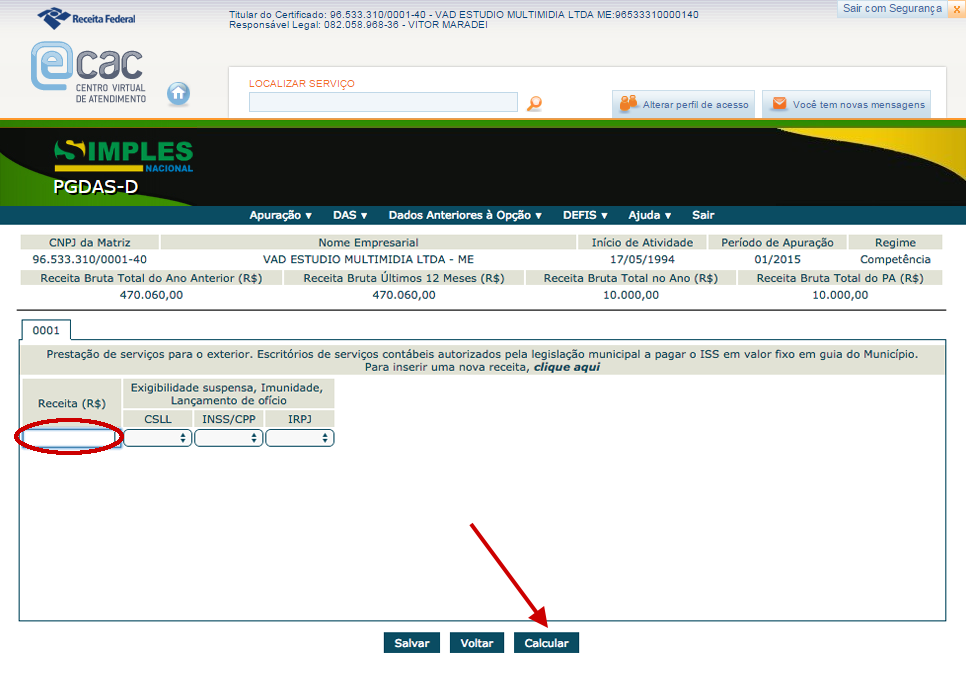 Receita Federal
Titular do Certificado: 96.533.310/0001-40 - VAD ESTUDIO MULTIMIDIA LTDA ME:96533310000140
Responsável Legal: 082.058.968-36 - VITOR MARADEI
Sair com Segurança x
e cac
CENTRO VIRTUAL
DE ATENDIMENTO
LOCALIZAR SERVIÇO
Alterar perfil de acesso
Você tem novas mensagens
SIMPLES
NACIONAL
PGDAS-D
Apuração ▾ DAS ▾ Dados Anteriores à Opção ▾ DEFIS ▾ Ajuda ▾ Sair
CNPJ da Matriz Nome Empresarial Início de Atividade Período de Apuração Regime
96.533.310/0001-40 VAD ESTUDIO MULTIMIDIA LTDA - ME 17/05/1994 01/2015 Competência
Receita Bruta Total do Ano Anterior (R$) Receita Bruta Últimos 12 Meses (R$) Receita Bruta Total no Ano (R$) Receita Bruta Total do PA (R$)
470.060,00 470.060,00 10.000,00 10.000,00
0001
Prestação de serviços para o exterior. Escritórios de serviços contábeis autorizados pela legislação municipal a pagar o ISS em valor fixo em guia do Município.
Para inserir uma nova receita, clique aqui
Receita (R$)
Exigibilidade suspensa, Imunidade,
Lançamento de ofício
CSLL INSS/CPP IRPJ
Salvar Voltar Calcular